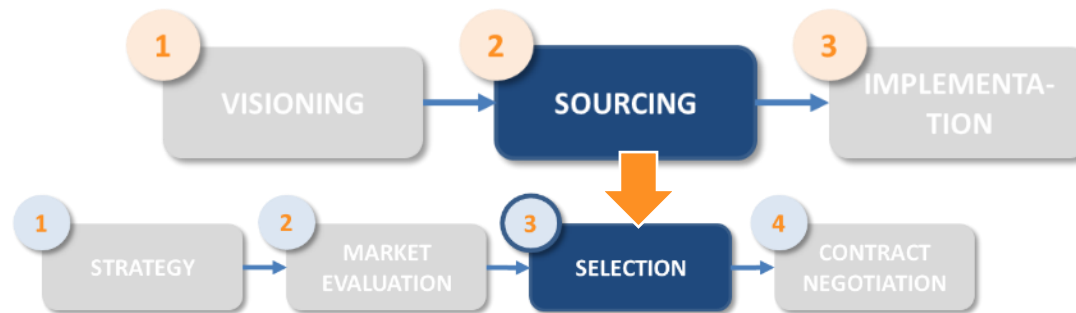 1
VISIONING
2
SOURCING
3
IMPLEMENTA-
TION
1
STRATEGY
2
MARKET
EVALUATION
3
SELECTION
4
CONTRACT
NEGOTIATION